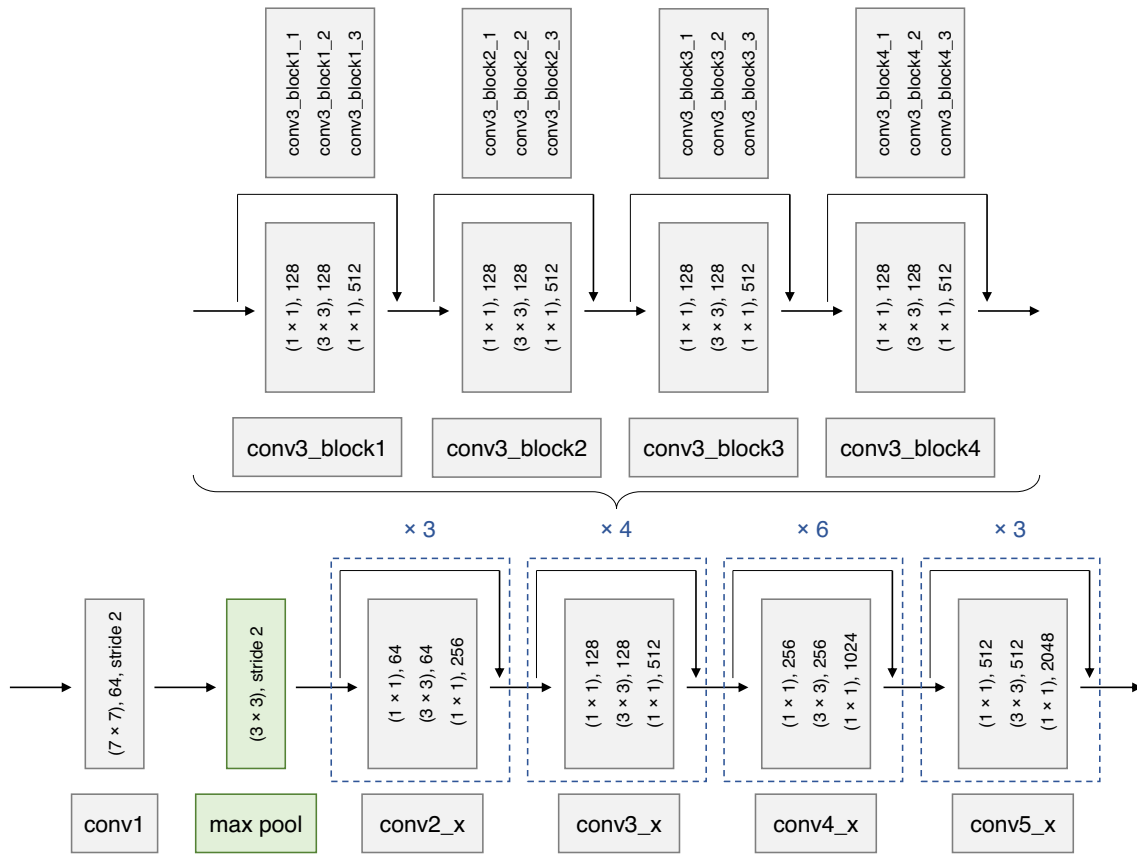 conv3_block1_1
conv3_block1_2
conv3_block1_3
conv3_block2_1
conv3_block2_2
conv3_block2_3
conv3_block3_1
conv3_block3_2
conv3_block3_3
conv3_block4_1
conv3_block4_2
conv3_block4_3
(1 × 1), 128
(3 × 3), 128
(1 × 1), 512
(1 × 1), 128
(3 × 3), 128
(1 × 1), 512
(1 × 1), 128
(3 × 3), 128
(1 × 1), 512
(1 × 1), 128
(3 × 3), 128
(1 × 1), 512
conv3_block1
conv3_block2
conv3_block3
conv3_block4
× 3
× 4
× 6
× 3
(7 × 7), 64, stride 2
(3 × 3), stride 2
(1 × 1), 64
(3 × 3), 64
(1 × 1), 256
(1 × 1), 128
(3 × 3), 128
(1 × 1), 512
(1 × 1), 256
(3 × 3), 256
(1 × 1), 1024
(1 × 1), 512
(3 × 3), 512
(1 × 1), 2048
conv1
max pool
conv2_x
conv3_x
conv4_x
conv5_x